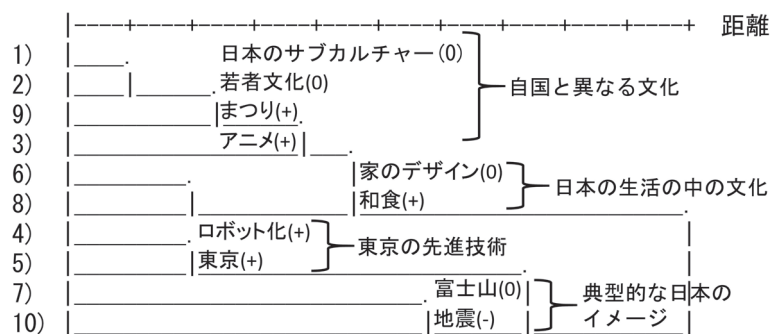 距離
1) 日本のサブカルチャー(0)
2) 若者文化(0)
自国と異なる文化
9) まつり(+)
3) アニメ(+)
6) 家のデザイン(0)
日本の生活の中の文化
8) 和食(+)
4) ロボット化(+)
東京の先進技術
5) 東京(+)
7) 富士山(0)
典型的な日本の
イメージ
10) 地震(-)